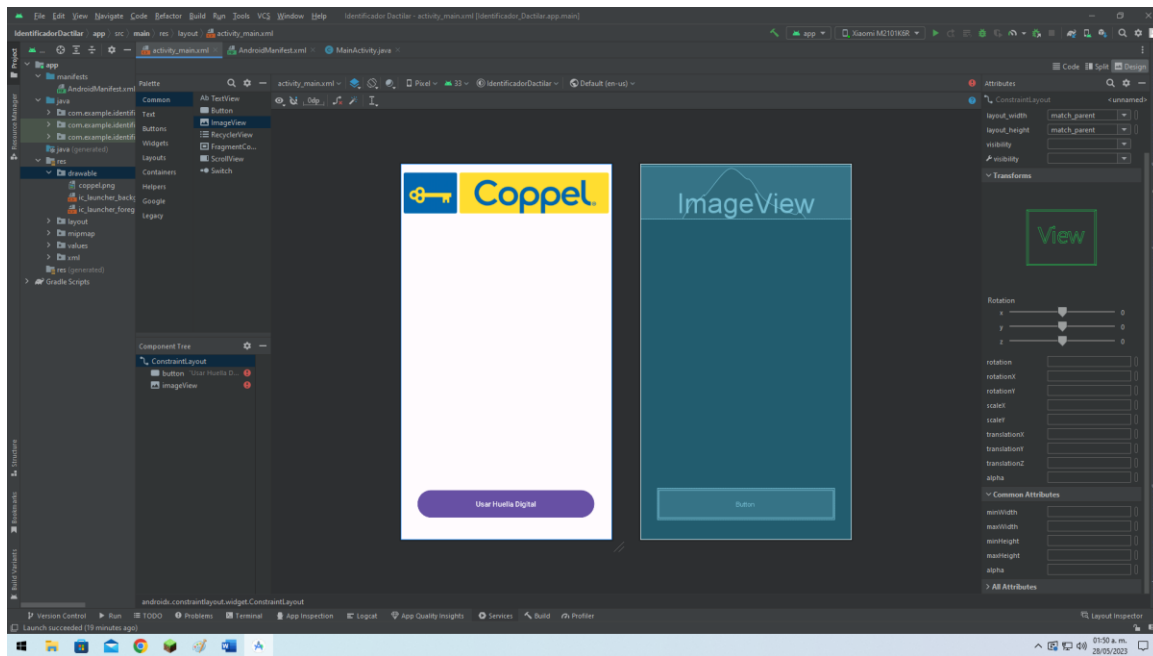 File Edit View Navigate Code Refactor Build Run Tools VCS Window Help Identificador Dactilar - activity_main.xml [Identificador_Dactilar.app.main]
IdentificadorDactilar app src main res layout activity_main.xml app Xiaomi M2101K6R
activity_main.xml AndroidManifest.xml MainActivity.java
Project
Resource Manager
Structure
Bookmarks
Build Variants
app
manifests
AndroidManifest.xml
java
com.example.identifi
com.example.identifi
com.example.identifi
java (generated)
res
drawable
coppel.png
ic_launcher_backg
ic_launcher_foreg
layout
mipmap
values
xml
res (generated)
Gradle Scripts
Palette
Common
Text
Buttons
Widgets
Layouts
Containers
Helpers
Google
Legacy
Ab TextView
Button
ImageView
RecyclerView
FragmentCo...
ScrollView
Switch
Component Tree
ConstraintLayout
button "Usar Huella D...
imageView
activity_main.xml Pixel 33 IdentificadorDactilar Default (en-us)
0dp
Coppel
Usar Huella Digital
ImageView
Button
Code Split Design
Attributes
ConstraintLayout <unnamed>
layout_width match_parent
layout_height match_parent
visibility
visibility
Transforms
View
Rotation
x 0
y 0
z 0
rotation
rotationX
rotationY
scaleX
scaleY
translationX
translationY
translationZ
alpha
Common Attributes
minWidth
maxWidth
minHeight
maxHeight
alpha
All Attributes
androidx.constraintlayout.widget.ConstraintLayout
Version Control Run TODO Problems Terminal App Inspection Logcat App Quality Insights Services Build Profiler Layout Inspector
Launch succeeded (19 minutes ago)
01:50 a. m.
28/05/2023